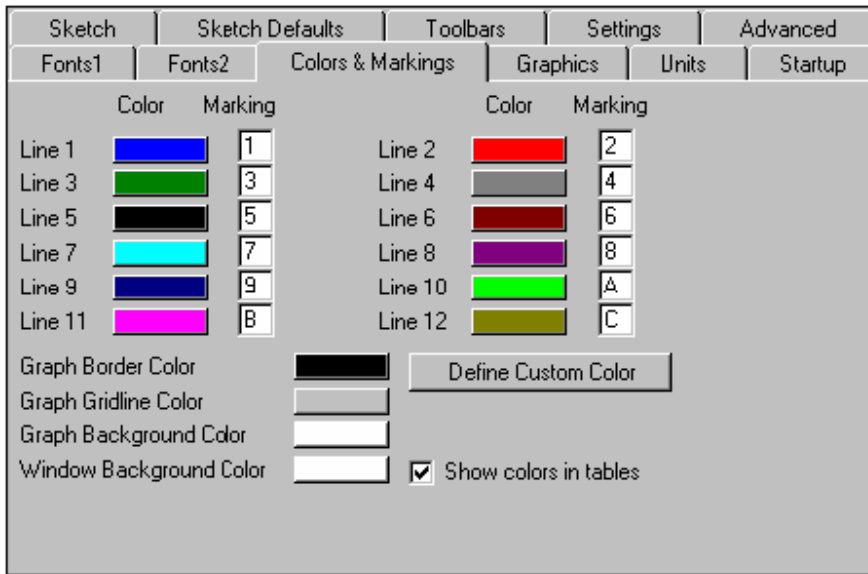 Sketch Sketch Defaults Toolbars Settings Advanced
Fonts1 Fonts2 Colors & Markings Graphics Units Startup
Color Marking Color Marking
Line 1 1 Line 2 2
Line 3 3 Line 4 4
Line 5 5 Line 6 6
Line 7 7 Line 8 8
Line 9 9 Line 10 A
Line 11 B Line 12 C
Graph Border Color Define Custom Color
Graph Gridline Color
Graph Background Color
Window Background Color Show colors in tables